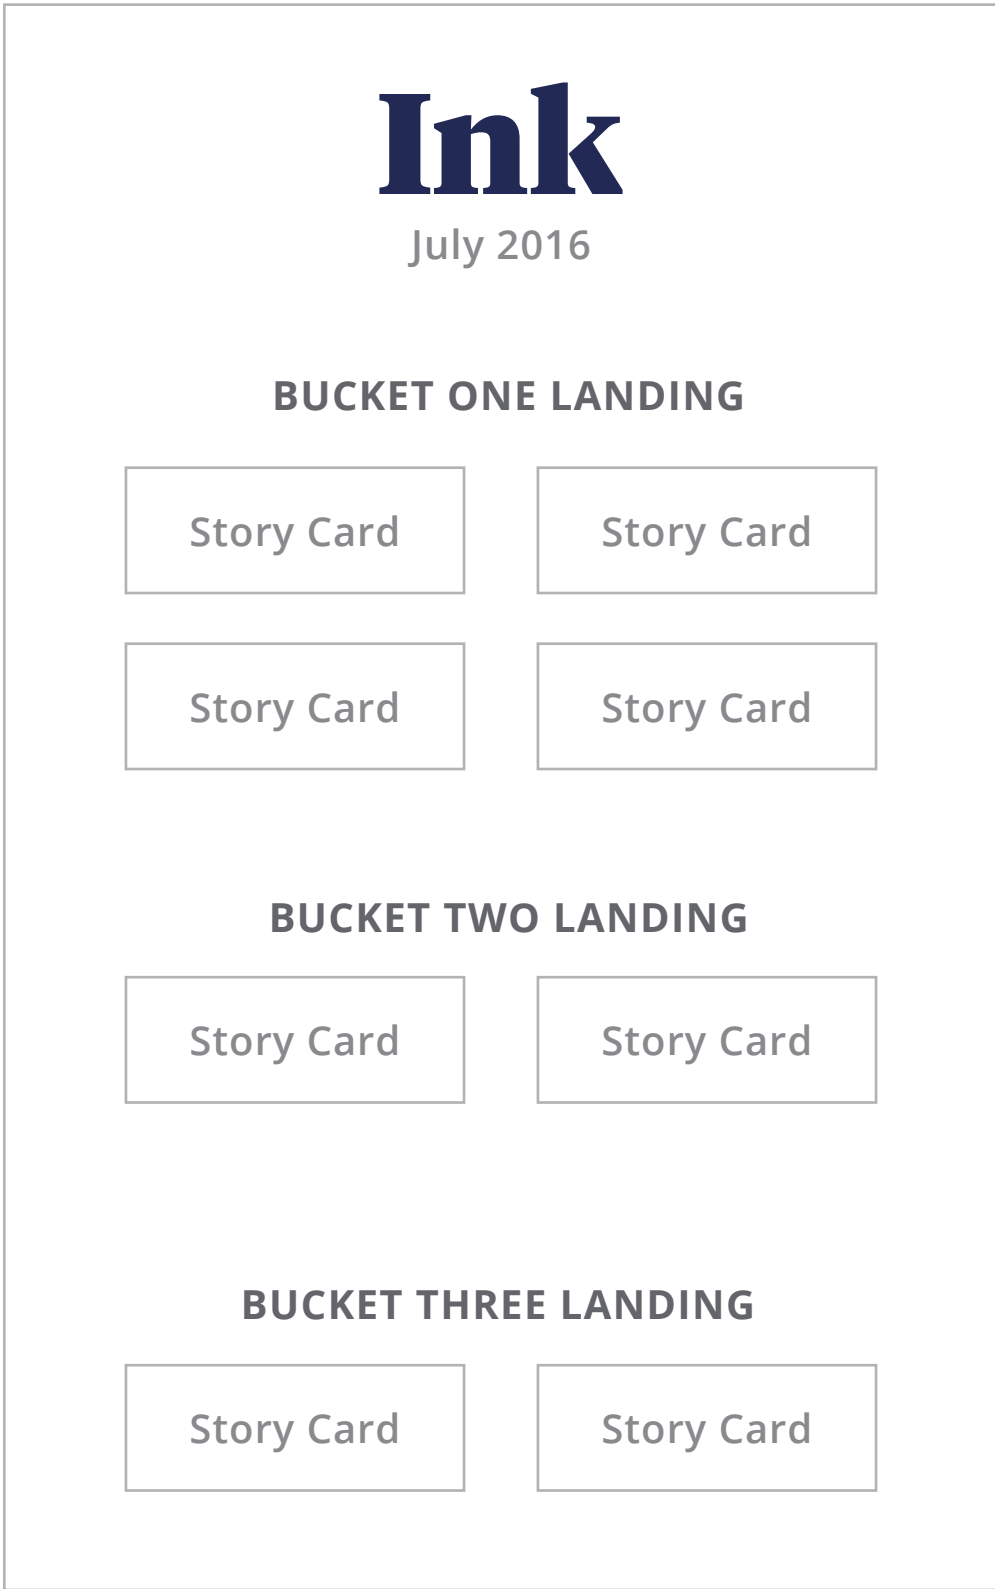 Ink
July 2016
BUCKET ONE LANDING
Story Card Story Card
Story Card Story Card
BUCKET TWO LANDING
Story Card Story Card
BUCKET THREE LANDING
Story Card Story Card